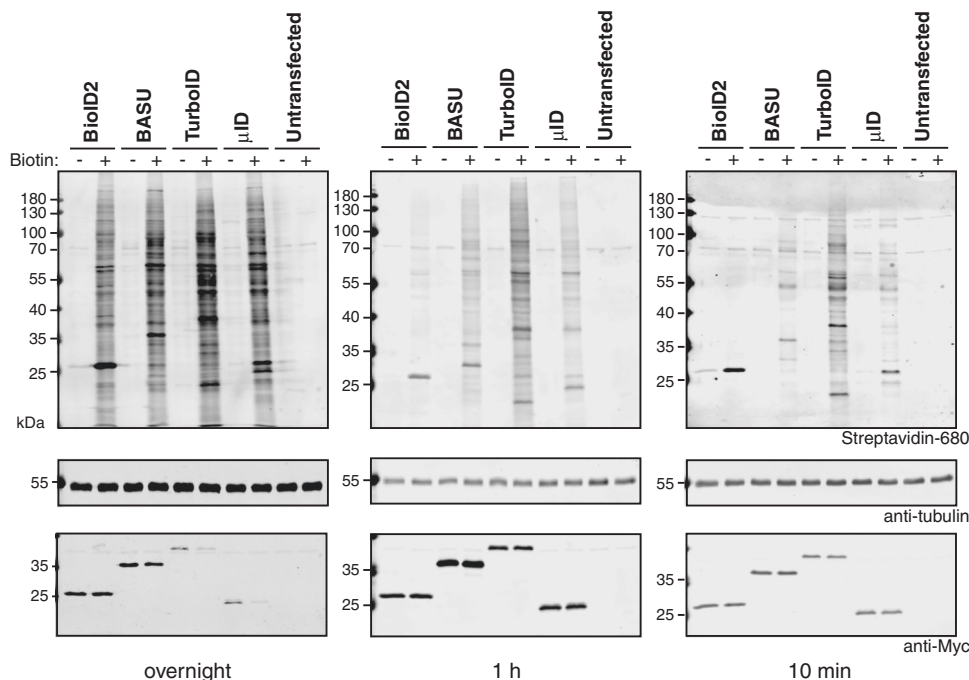 BioID2 BASU TurboID µID Untransfected
Biotin: - + - + - + - + - +
180
130
100
70
55
40
35
25
kDa
55
35
25
overnight
BioID2 BASU TurboID µID Untransfected
- + - + - + - + - +
180
130
100
70
55
40
35
25
55
35
25
1 h
BioID2 BASU TurboID µID Untransfected
- + - + - + - + - +
180
130
100
70
55
40
35
25
Streptavidin-680
55
anti-tubulin
35
25
anti-Myc
10 min